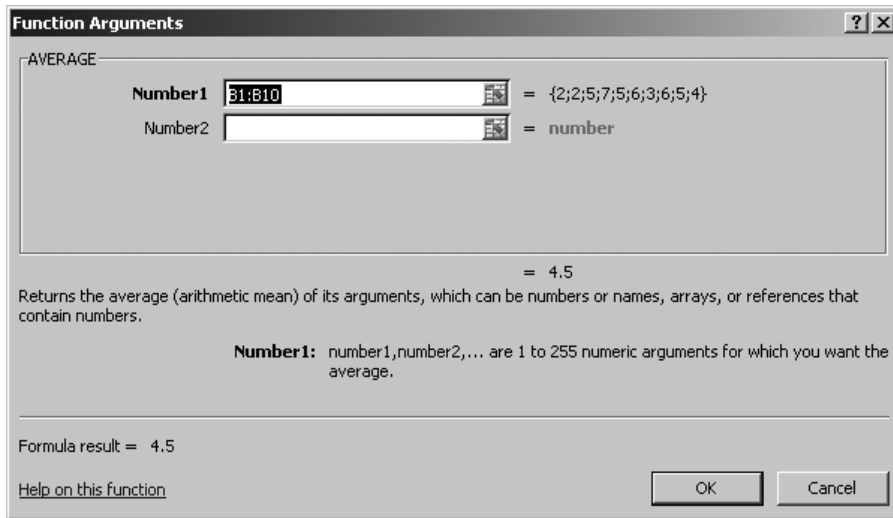 Function Arguments
AVERAGE
Number1 B1:B10 = {2;2;5;7;5;6;3;6;5;4}
Number2 = number
= 4.5
Returns the average (arithmetic mean) of its arguments, which can be numbers or names, arrays, or references that
contain numbers.
Number1: number1,number2,... are 1 to 255 numeric arguments for which you want the
average.
Formula result = 4.5
Help on this function
OK Cancel